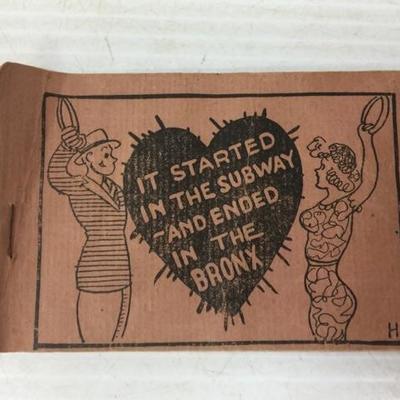 IT STARTED
IN THE SUBWAY
~AND ENDED
IN THE
BRONX
H